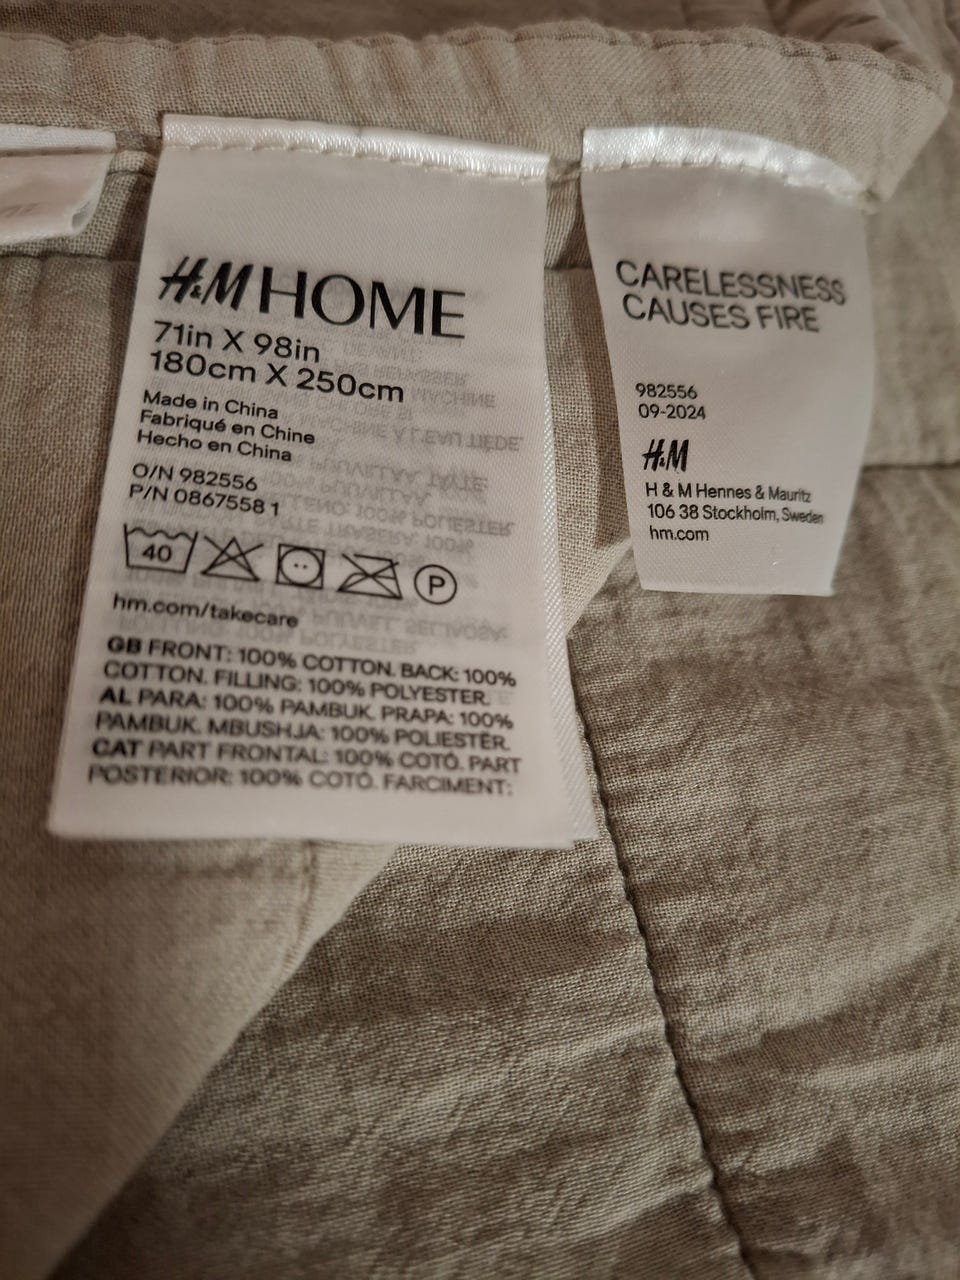 H&M HOME
71in X 98in
180cm X 250cm
Made in China
Fabriqué en Chine
Hecho en China
O/N 982556
P/N 0867558 1
40
P
hm.com/takecare
GB FRONT: 100% COTTON. BACK: 100%
COTTON. FILLING: 100% POLYESTER.
AL PARA: 100% PAMBUK. PRAPA: 100%
PAMBUK. MBUSHJA: 100% POLIESTËR.
CAT PART FRONTAL: 100% COTÓ. PART
POSTERIOR: 100% COTÓ. FARCIMENT:
CARELESSNESS
CAUSES FIRE
982556
09-2024
H&M
H & M Hennes & Mauritz
106 38 Stockholm, Sweden
hm.com